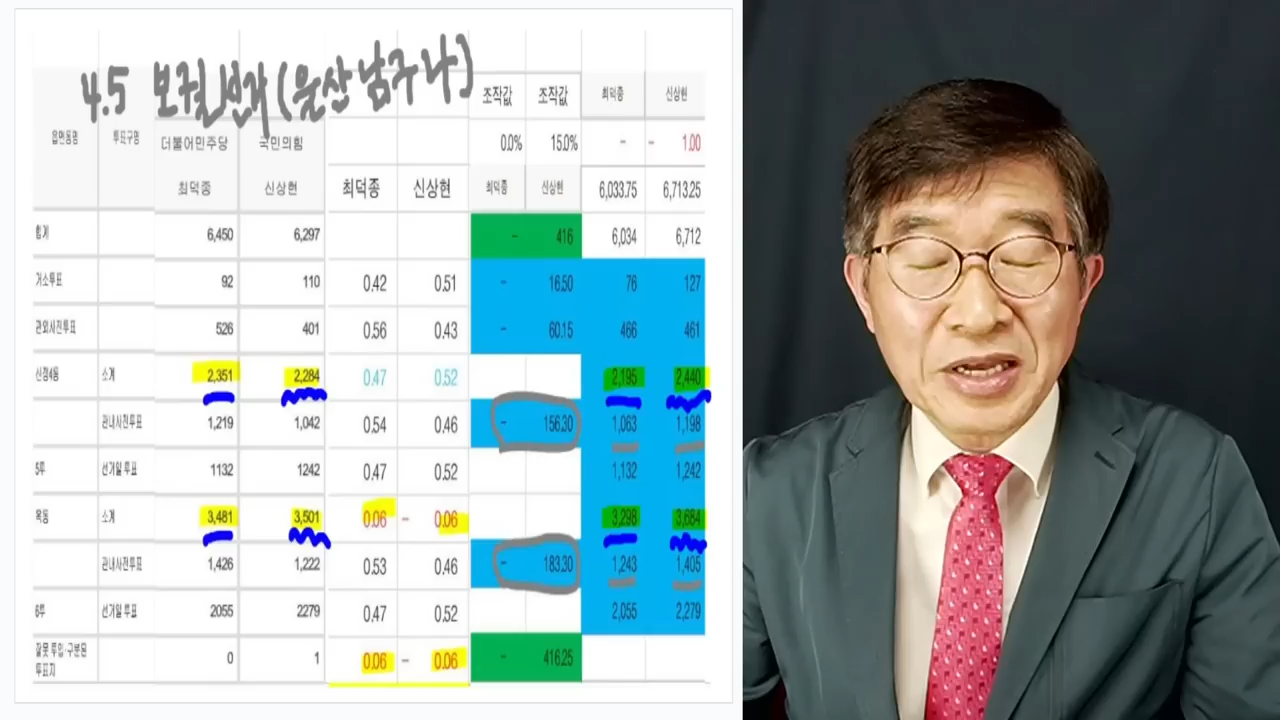 4.5 보궐선거 (울산 남구 나)
조작값 조작값 최덕종 신상현
읍면동명 투표구명 더불어민주당 국민의힘 0.0% 15.0% - - 1.00
최덕종 신상현 최덕종 신상현 최덕종 신상현 6,033.75 6,713.25
합계 6,450 6,297 - 416 6,034 6,712
거소투표 92 110 0.42 0.51 - 16.50 76 127
관외사전투표 526 401 0.56 0.43 - 60.15 466 461
신정4동 소계 2,351 2,284 0.47 0.52 2,195 2,440
관내사전투표 1,219 1,042 0.54 0.46 - 156.30 1,063 1,198
5투 선거일 투표 1132 1242 0.47 0.52 1,132 1,242
옥동 소계 3,481 3,501 0.06 - 0.06 3,298 3,684
관내사전투표 1,426 1,222 0.53 0.46 - 183.30 1,243 1,405
6투 선거일 투표 2055 2279 0.47 0.52 2,055 2,279
잘못 투입·구분된
투표지 0 1 0.06 - 0.06 - 416.25